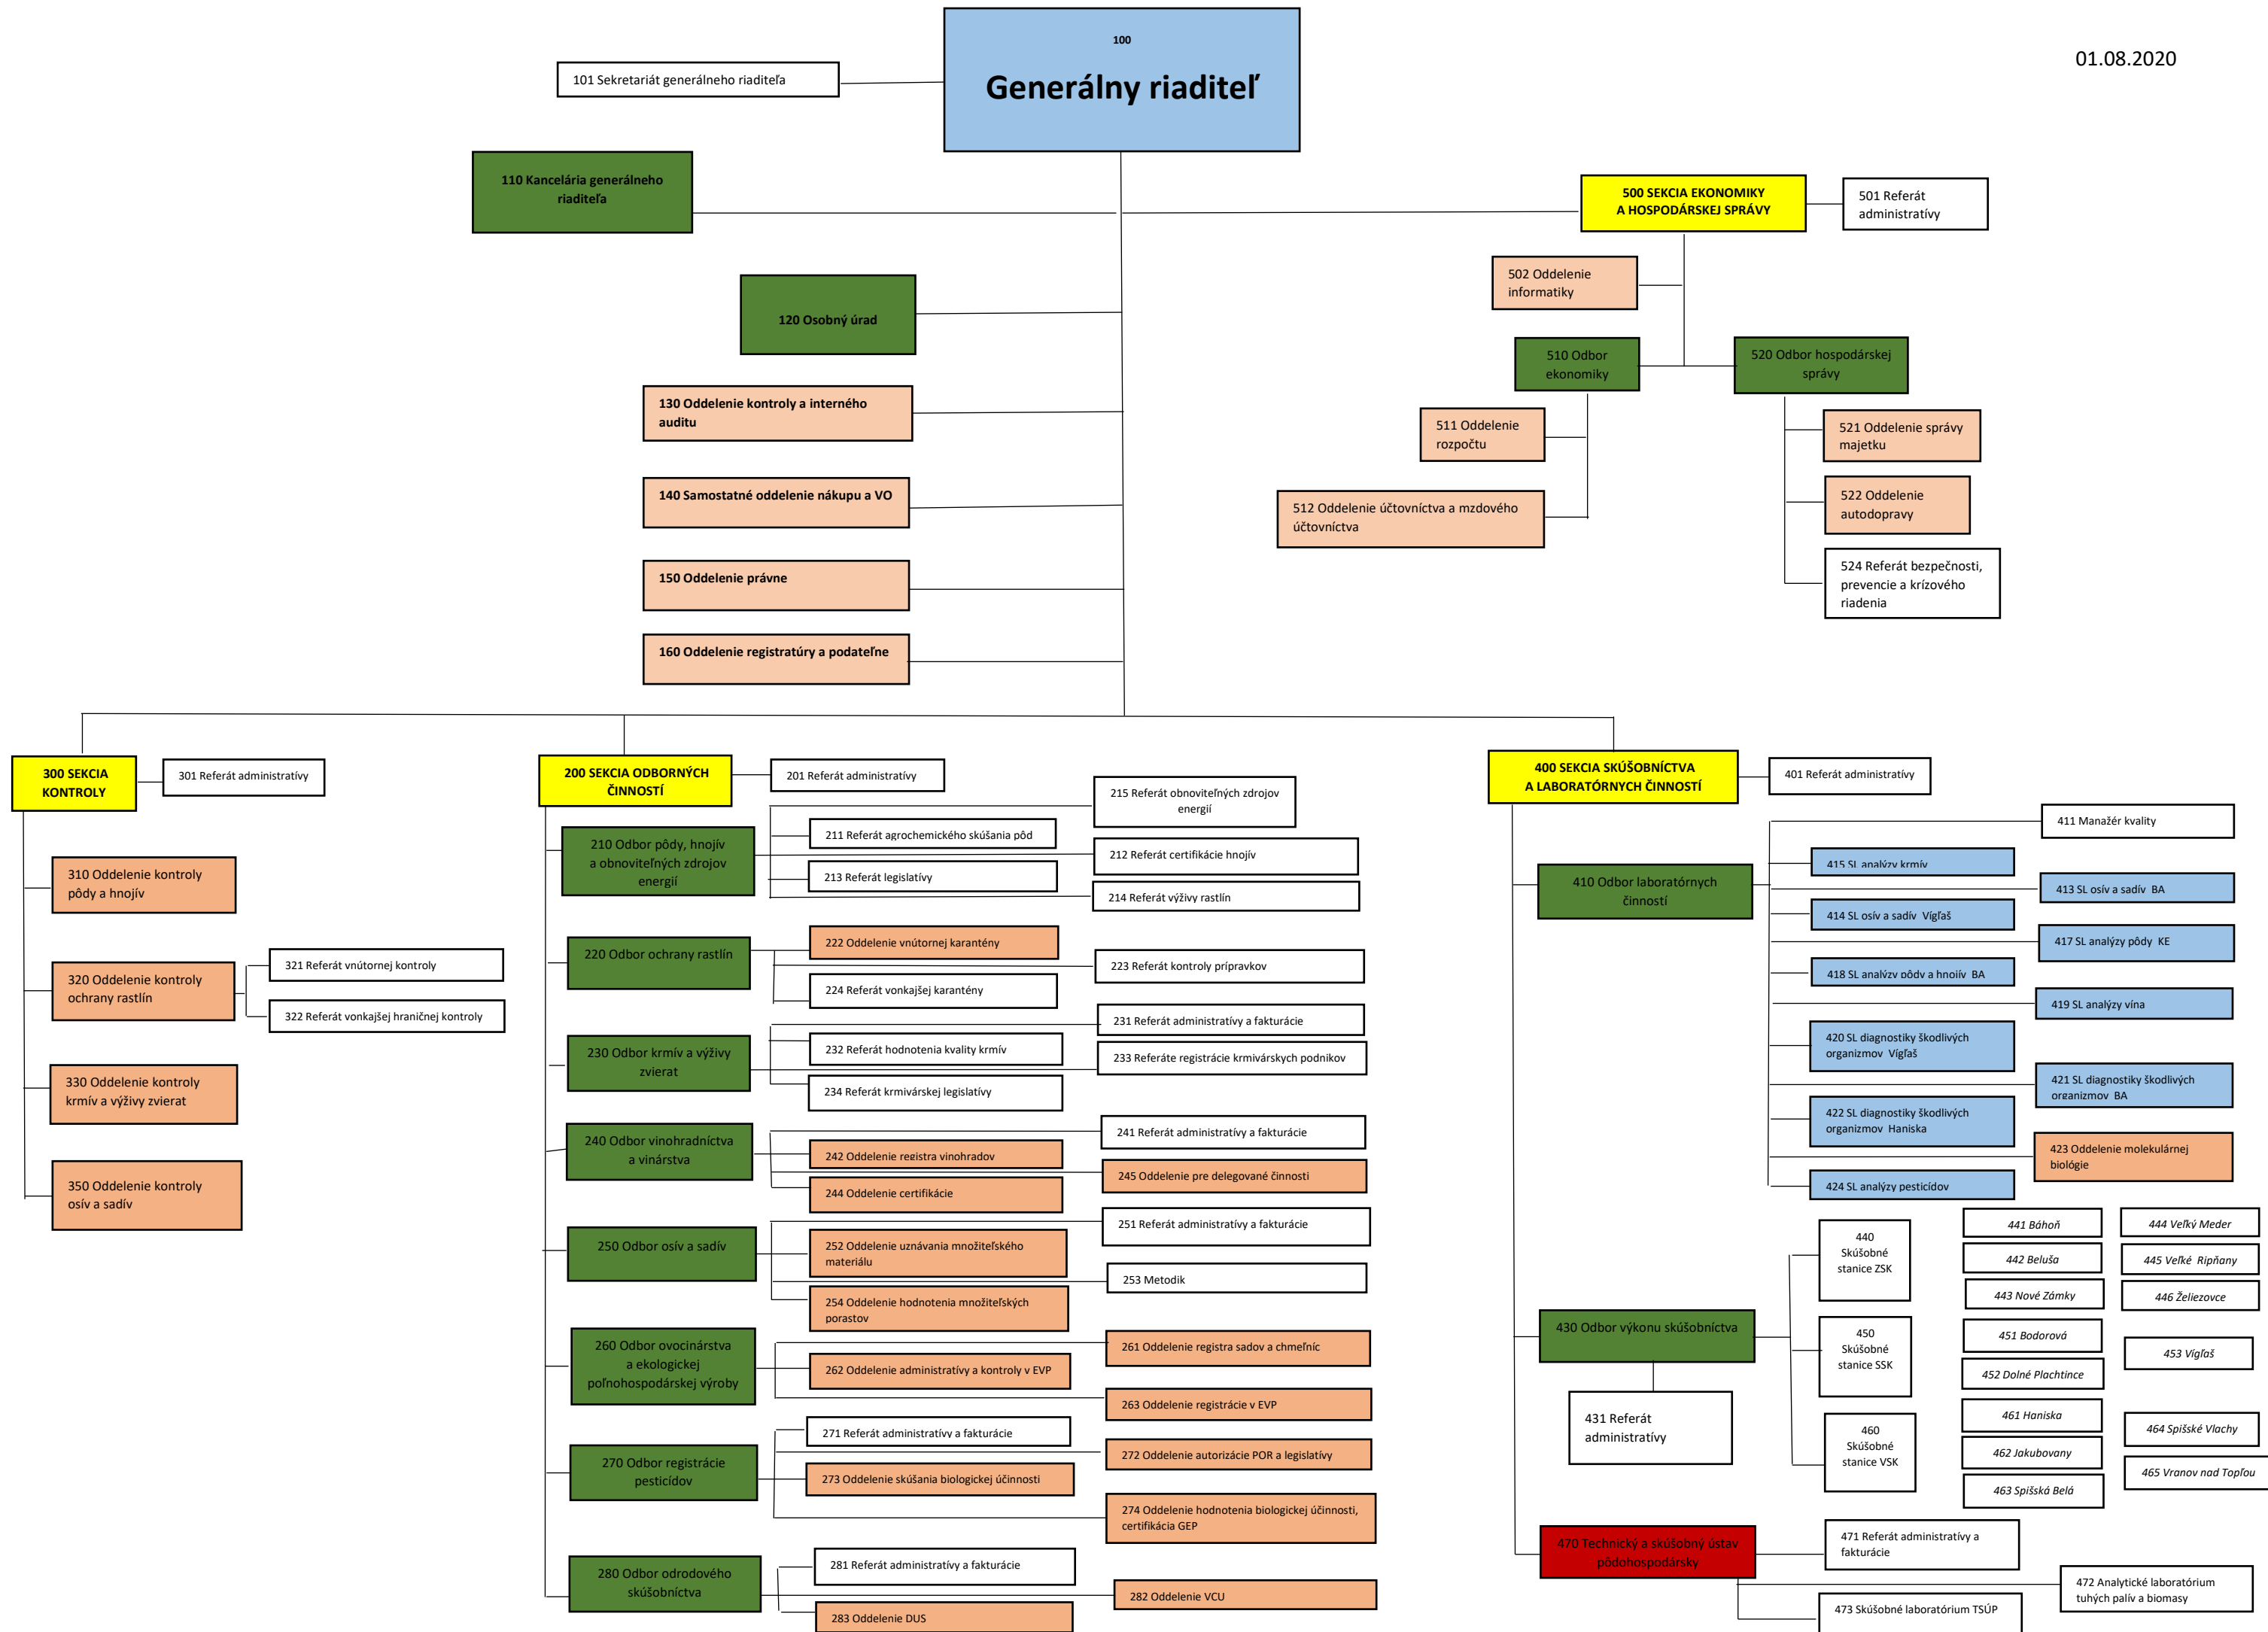 100
Generálny riaditeľ
01.08.2020
101 Sekretariát generálneho riaditeľa
110 Kancelária generálneho
riaditeľa
500 SEKCIA EKONOMIKY
A HOSPODÁRSKEJ SPRÁVY
501 Referát
administratívy
502 Oddelenie
informatiky
120 Osobný úrad
510 Odbor
ekonomiky
520 Odbor hospodárskej
správy
130 Oddelenie kontroly a interného
auditu
511 Oddelenie
rozpočtu
521 Oddelenie správy
majetku
140 Samostatné oddelenie nákupu a VO
512 Oddelenie účtovníctva a mzdového
účtovníctva
522 Oddelenie
autodopravy
150 Oddelenie právne
524 Referát bezpečnosti,
prevencie a krízového
riadenia
160 Oddelenie registratúry a podateľne
300 SEKCIA
KONTROLY
301 Referát administratívy
310 Oddelenie kontroly
pôdy a hnojív
320 Oddelenie kontroly
ochrany rastlín
321 Referát vnútornej kontroly
322 Referát vonkajšej hraničnej kontroly
330 Oddelenie kontroly
krmív a výživy zvierat
350 Oddelenie kontroly
osív a sadív
200 SEKCIA ODBORNÝCH
ČINNOSTÍ
201 Referát administratívy
210 Odbor pôdy, hnojív
a obnoviteľných zdrojov
energií
215 Referát obnoviteľných zdrojov
energií
211 Referát agrochemického skúšania pôd
212 Referát certifikácie hnojív
213 Referát legislatívy
214 Referát výživy rastlín
220 Odbor ochrany rastlín
222 Oddelenie vnútornej karantény
223 Referát kontroly prípravkov
224 Referát vonkajšej karantény
230 Odbor krmív a výživy
zvierat
231 Referát administratívy a fakturácie
232 Referát hodnotenia kvality krmív
233 Referáte registrácie krmivárskych podnikov
234 Referát krmivárskej legislatívy
240 Odbor vinohradníctva
a vinárstva
241 Referát administratívy a fakturácie
242 Oddelenie registra vinohradov
245 Oddelenie pre delegované činnosti
244 Oddelenie certifikácie
250 Odbor osív a sadív
251 Referát administratívy a fakturácie
252 Oddelenie uznávania množiteľského
materiálu
253 Metodik
254 Oddelenie hodnotenia množiteľských
porastov
260 Odbor ovocinárstva
a ekologickej
poľnohospodárskej výroby
261 Oddelenie registra sadov a chmeľníc
262 Oddelenie administratívy a kontroly v EVP
263 Oddelenie registrácie v EVP
270 Odbor registrácie
pesticídov
271 Referát administratívy a fakturácie
272 Oddelenie autorizácie POR a legislatívy
273 Oddelenie skúšania biologickej účinnosti
274 Oddelenie hodnotenia biologickej účinnosti,
certifikácia GEP
280 Odbor odrodového
skúšobníctva
281 Referát administratívy a fakturácie
282 Oddelenie VCU
283 Oddelenie DUS
400 SEKCIA SKÚŠOBNÍCTVA
A LABORATÓRNYCH ČINNOSTÍ
401 Referát administratívy
410 Odbor laboratórnych
činností
411 Manažér kvality
415 SL analýzy krmív
413 SL osív a sadív BA
414 SL osív a sadív Vígľaš
417 SL analýzy pôdy KE
418 SL analýzy pôdy a hnojív BA
419 SL analýzy vína
420 SL diagnostiky škodlivých
organizmov Vígľaš
421 SL diagnostiky škodlivých
organizmov BA
422 SL diagnostiky škodlivých
organizmov Haniska
423 Oddelenie molekulárnej
biológie
424 SL analýzy pesticídov
430 Odbor výkonu skúšobníctva
431 Referát
administratívy
440
Skúšobné
stanice ZSK
441 Báhoň
444 Veľký Meder
442 Beluša
445 Veľké Ripňany
443 Nové Zámky
446 Želiezovce
450
Skúšobné
stanice SSK
451 Bodorová
453 Vígľaš
452 Dolné Plachtince
460
Skúšobné
stanice VSK
461 Haniska
464 Spišské Vlachy
462 Jakubovany
465 Vranov nad Topľou
463 Spišská Belá
470 Technický a skúšobný ústav
pôdohospodársky
471 Referát administratívy a
fakturácie
472 Analytické laboratórium
tuhých palív a biomasy
473 Skúšobné laboratórium TSÚP